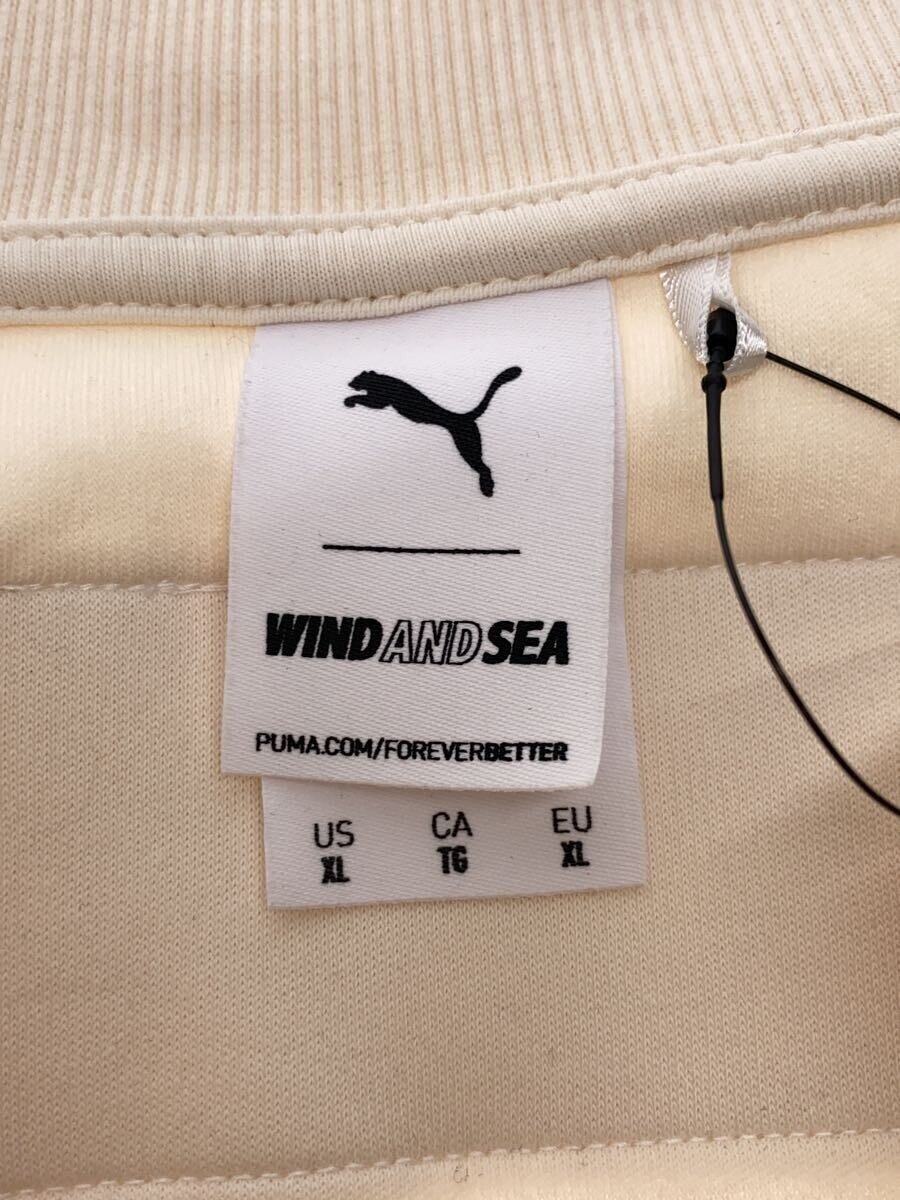 WINDANDSEA
PUMA.COM/FOREVERBETTER
US CA EU
XL TG XL